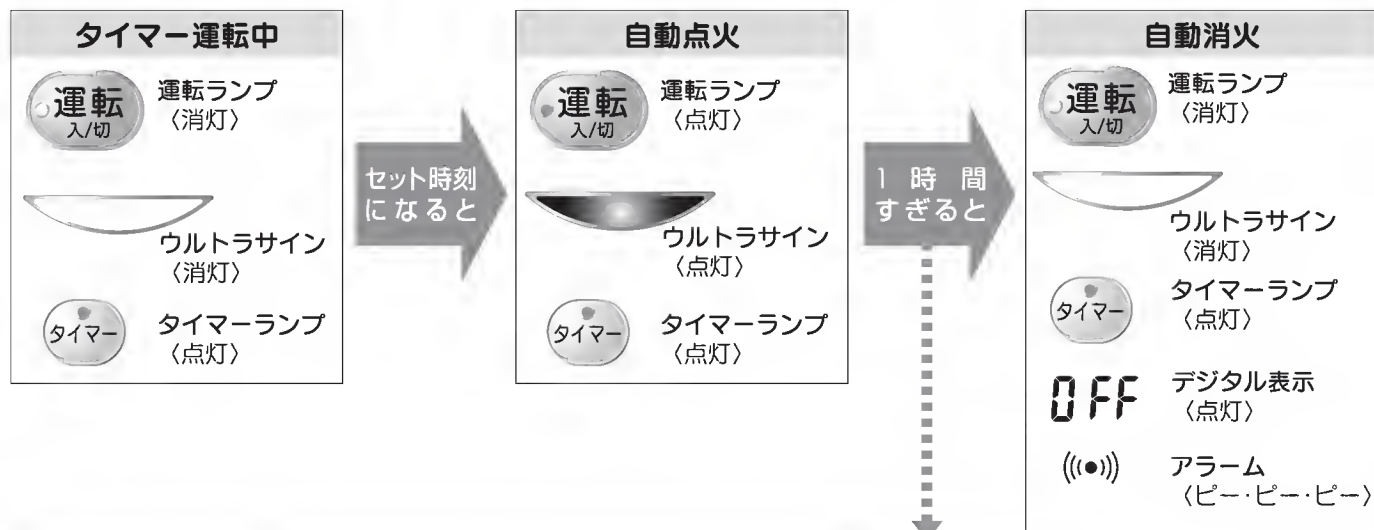 タイマー運転中
運転
入/切
運転ランプ
〈消灯〉
ウルトラサイン
〈消灯〉
タイマー
タイマーランプ
〈点灯〉
セット時刻
になると
自動点火
運転
入/切
運転ランプ
〈点灯〉
ウルトラサイン
〈点灯〉
タイマー
タイマーランプ
〈点灯〉
1時間
すぎると
自動消火
運転
入/切
運転ランプ
〈消灯〉
ウルトラサイン
〈消灯〉
タイマー
タイマーランプ
〈点灯〉
OFF
デジタル表示
〈点灯〉
アラーム
〈ピー・ピー・ピー〉